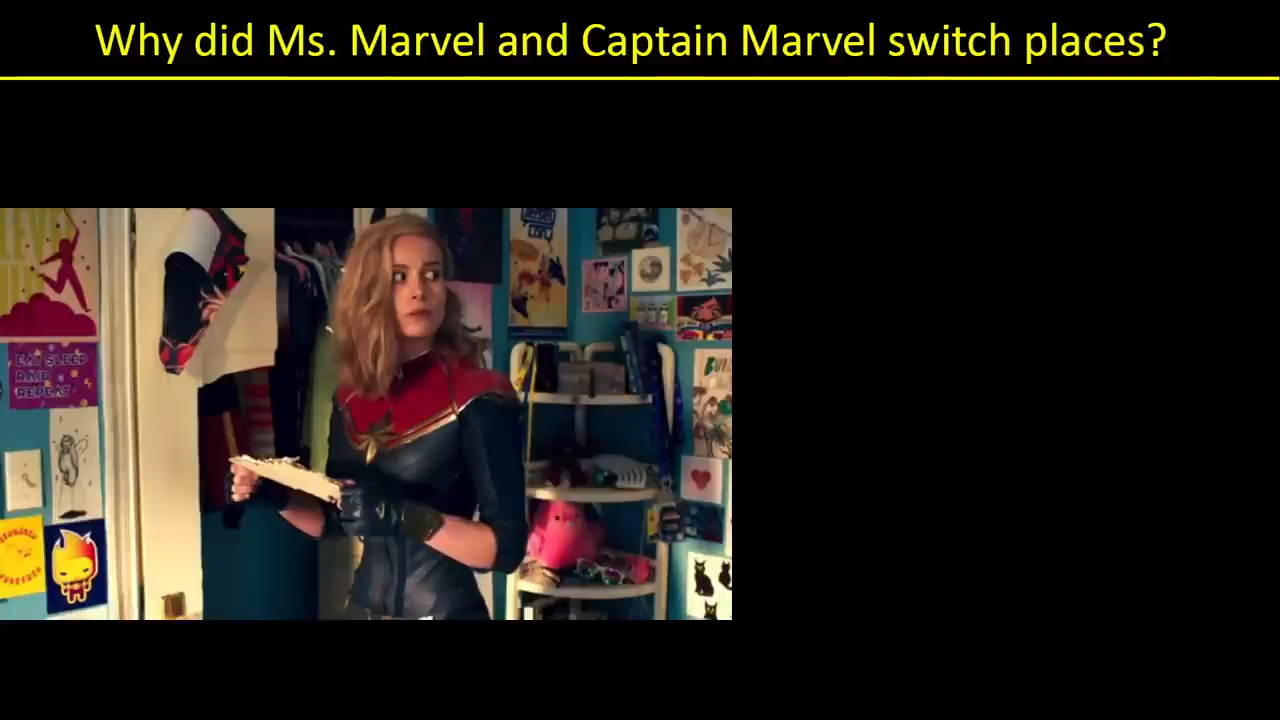 Why did Ms. Marvel and Captain Marvel switch places?
EAT SLEEP
RAID
REPEAT